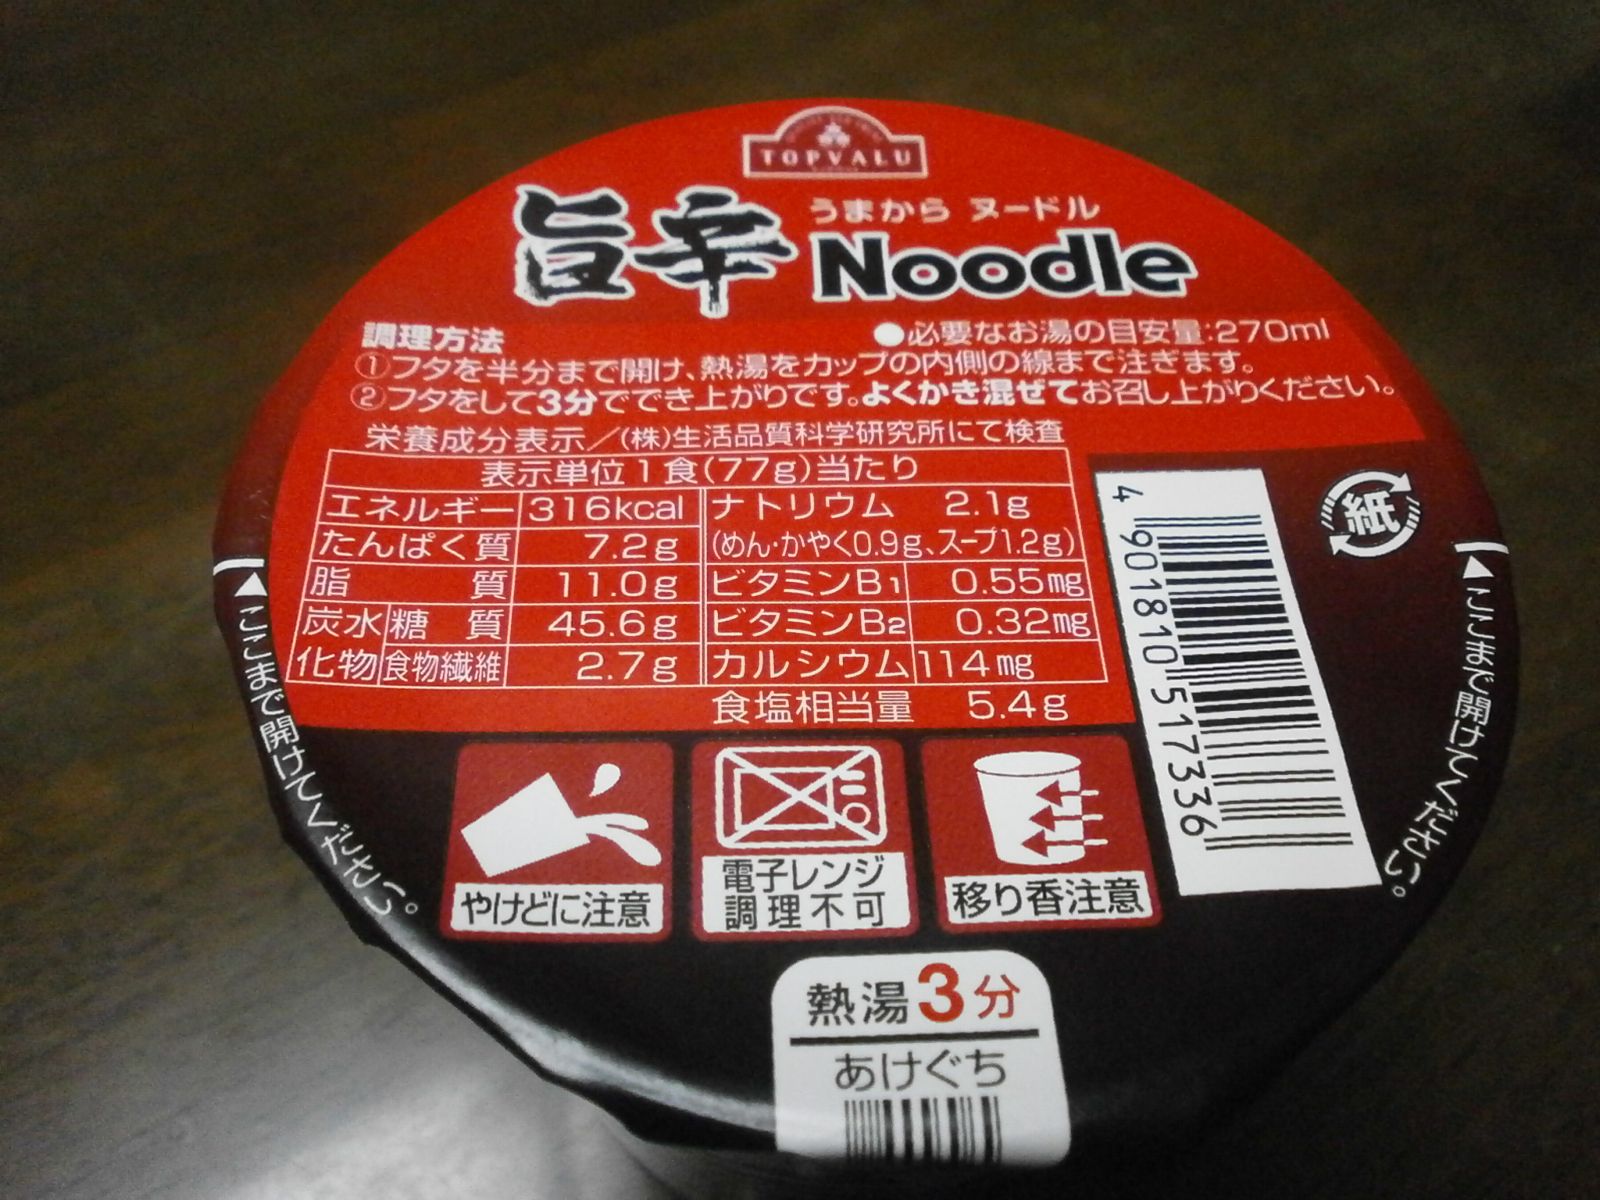 TOPVALU
うまから ヌードル
旨辛 Noodle
調理方法
●必要なお湯の目安量:270ml
①フタを半分まで開け、熱湯をカップの内側の線まで注ぎます。
②フタをして3分ででき上がりです。よくかき混ぜてお召し上がりください。
栄養成分表示／(株)生活品質科学研究所にて検査
表示単位1食(77g)当たり
エネルギー 316kcal ナトリウム 2.1g
たんぱく質 7.2g (めん・かやく0.9g、スープ1.2g)
脂質 11.0g ビタミンB1 0.55mg
炭水化物 糖質 45.6g ビタミンB2 0.32mg
食物繊維 2.7g カルシウム 114mg
食塩相当量 5.4g
4 901810 517336
紙
▲ここまで開けてください。
▲ここまで開けてください。
やけどに注意
電子レンジ
調理不可
移り香注意
熱湯3分
あけぐち